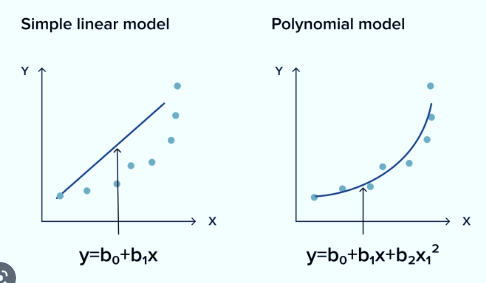 Simple linear model
Polynomial model
Y
Y
X
X
y=b₀+b₁x
y=b₀+b₁x+b₂x₁²